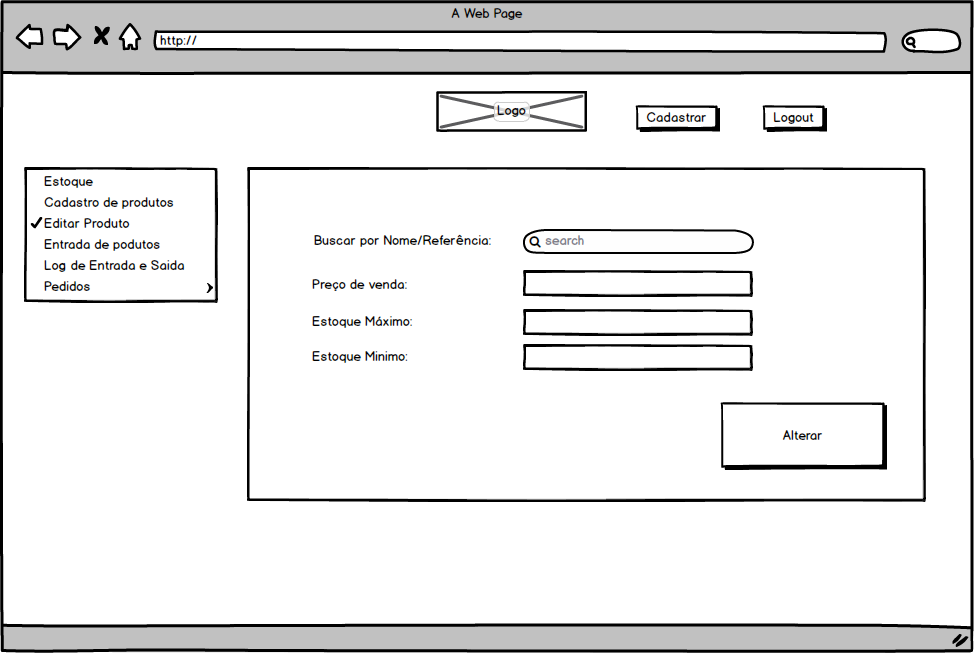 A Web Page
http://
Logo
Cadastrar
Logout
Estoque
Cadastro de produtos
Editar Produto
Entrada de podutos
Log de Entrada e Saida
Pedidos
Buscar por Nome/Referência:
search
Preço de venda:
Estoque Máximo:
Estoque Minimo:
Alterar